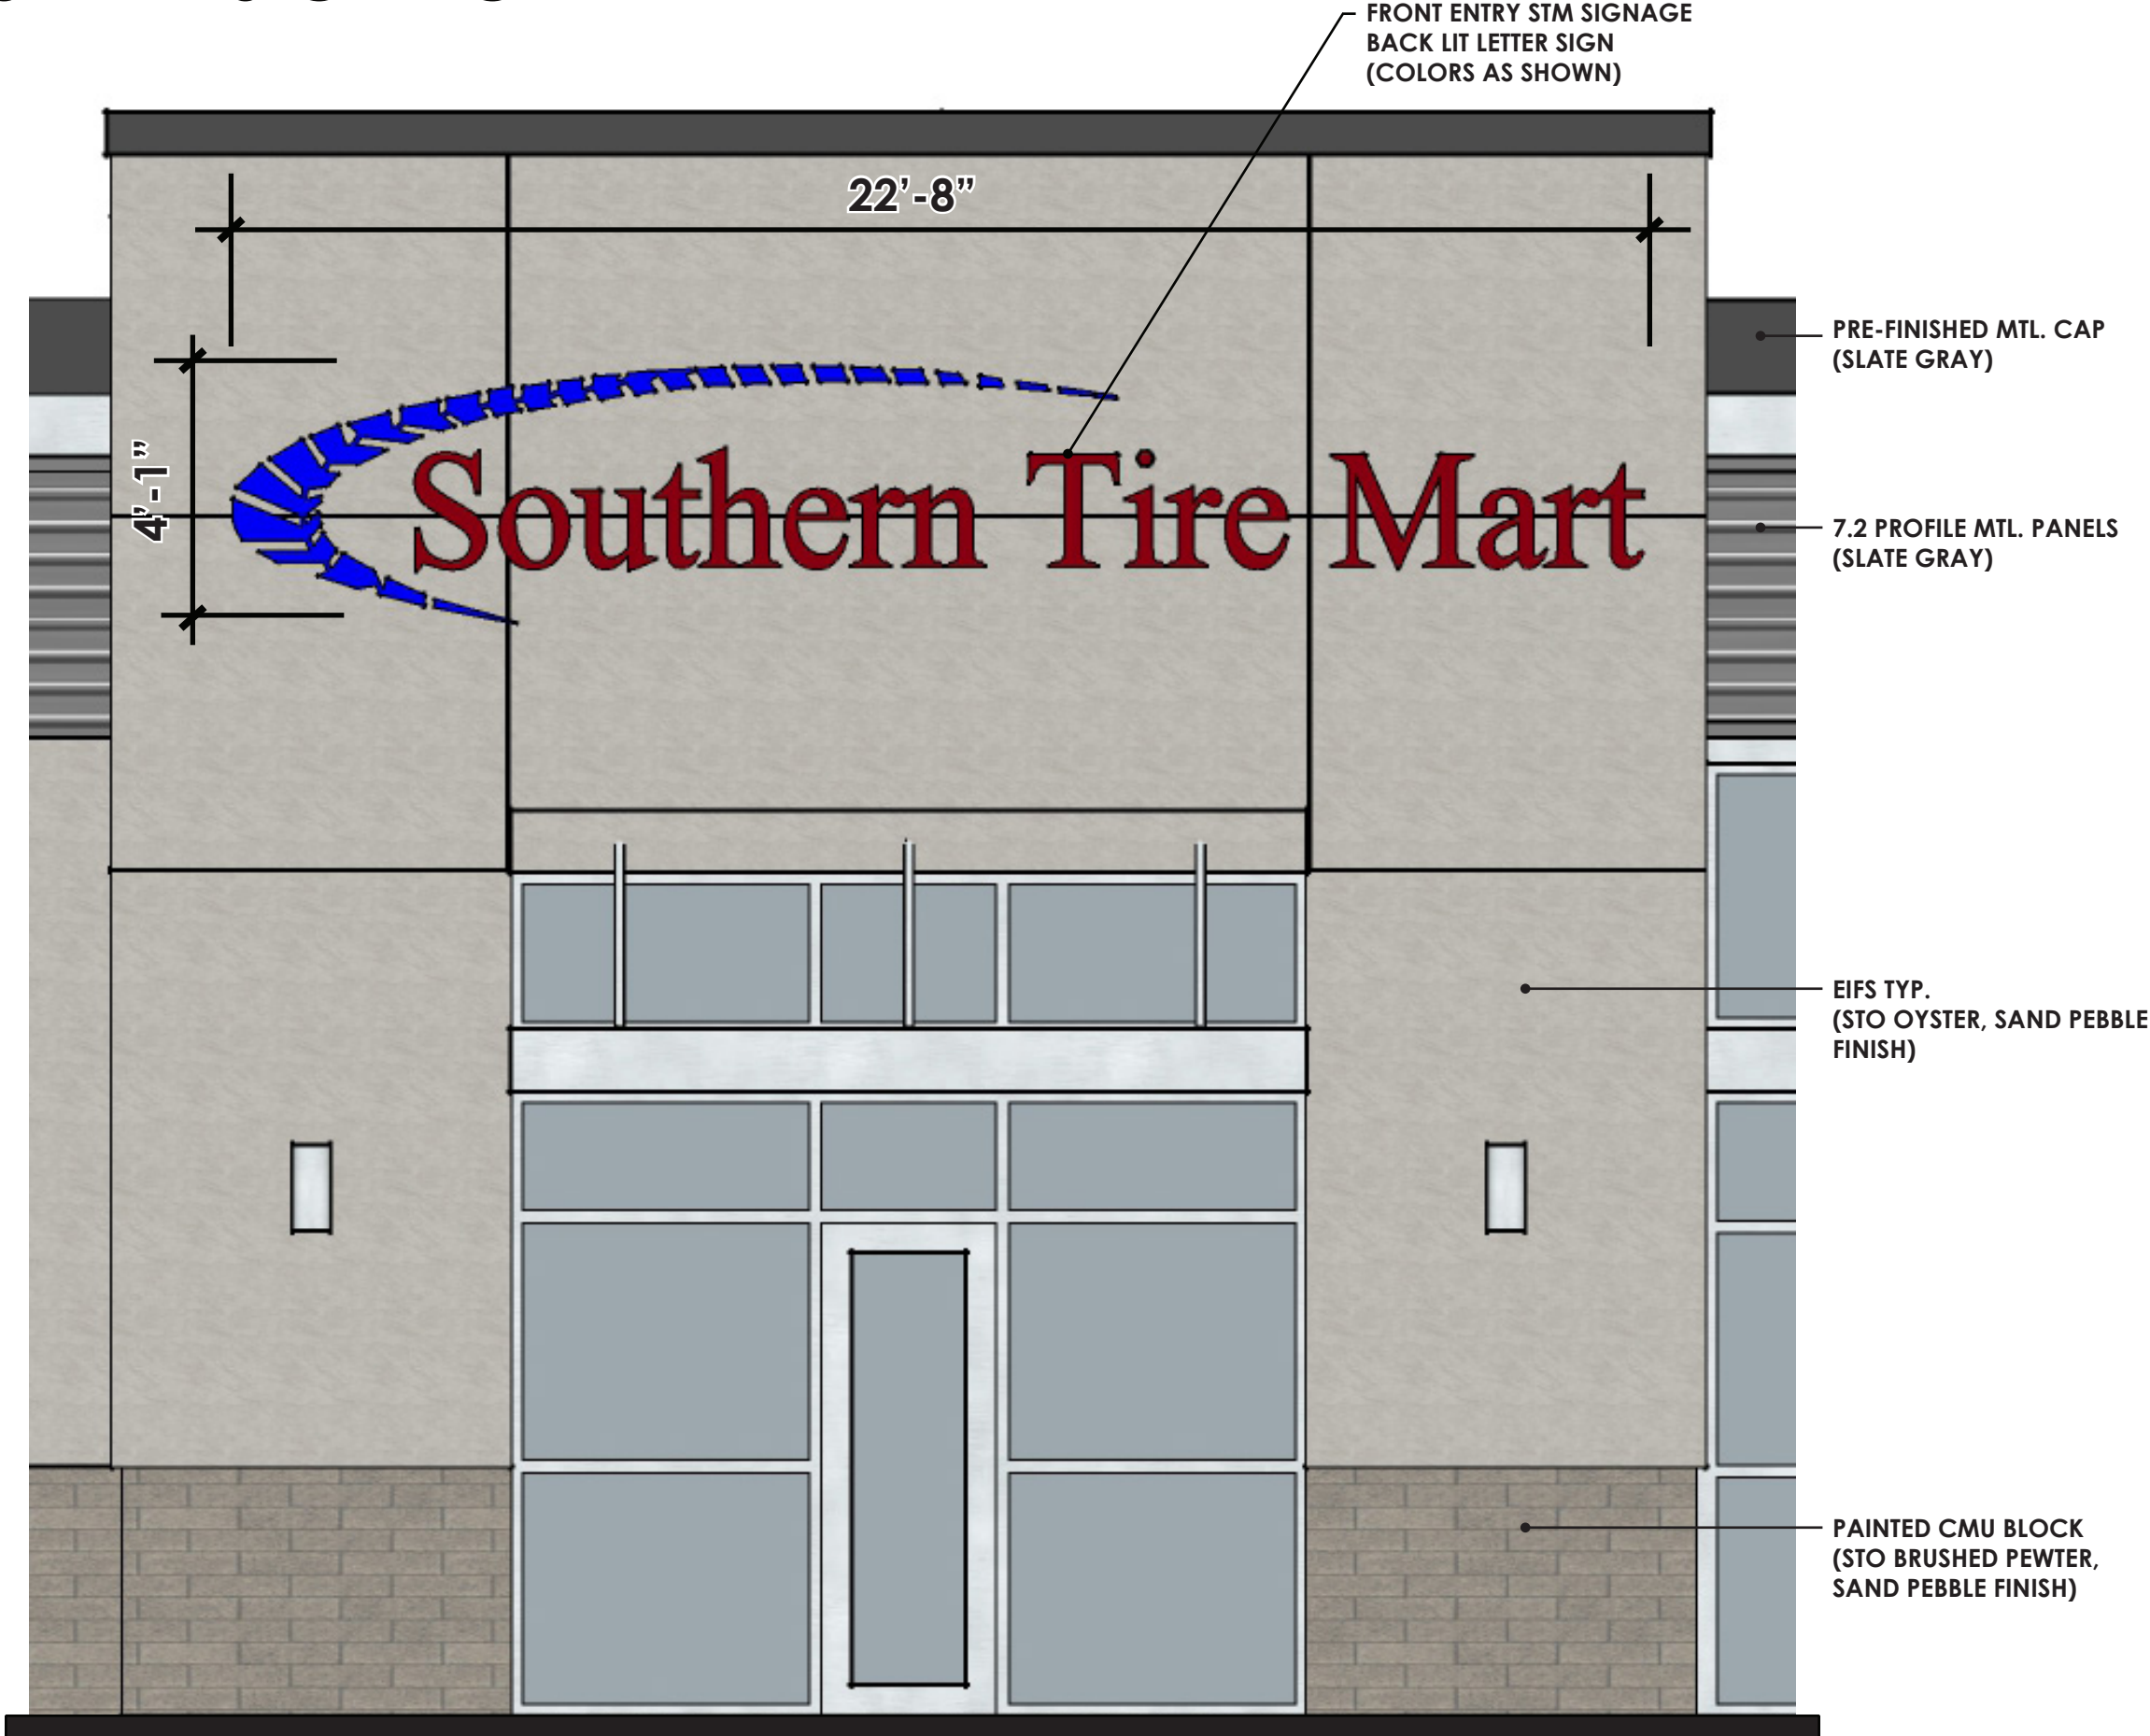 FRONT ENTRY STM SIGNAGE
BACK LIT LETTER SIGN
(COLORS AS SHOWN)
22'-8”
PRE-FINISHED MTL. CAP
(SLATE GRAY)
4'-1”
Southern Tire Mart
7.2 PROFILE MTL. PANELS
(SLATE GRAY)
EIFS TYP.
(STO OYSTER, SAND PEBBLE
FINISH)
PAINTED CMU BLOCK
(STO BRUSHED PEWTER,
SAND PEBBLE FINISH)